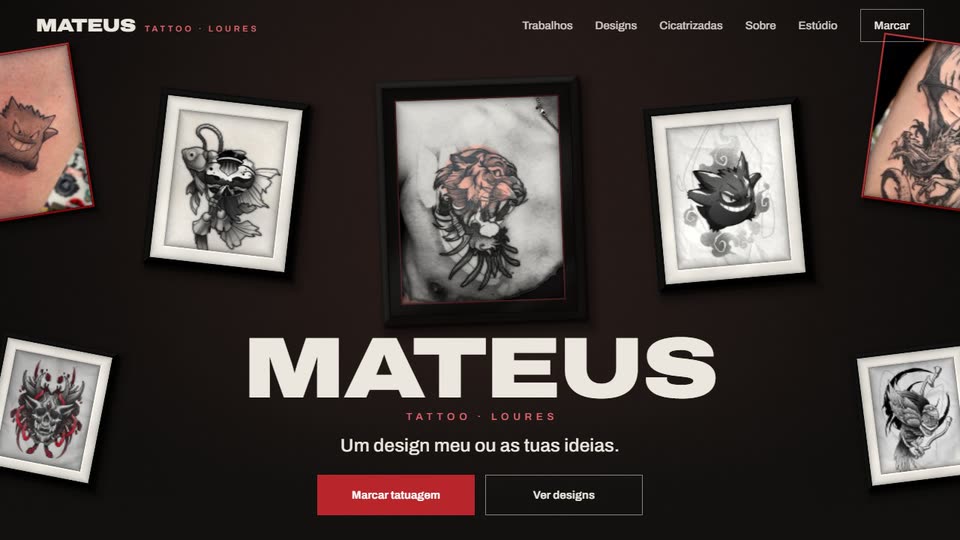 MATEUS TATTOO · LOURES
Trabalhos Designs Cicatrizadas Sobre Estúdio Marcar
MATEUS
TATTOO · LOURES
Um design meu ou as tuas ideias.
Marcar tatuagem Ver designs